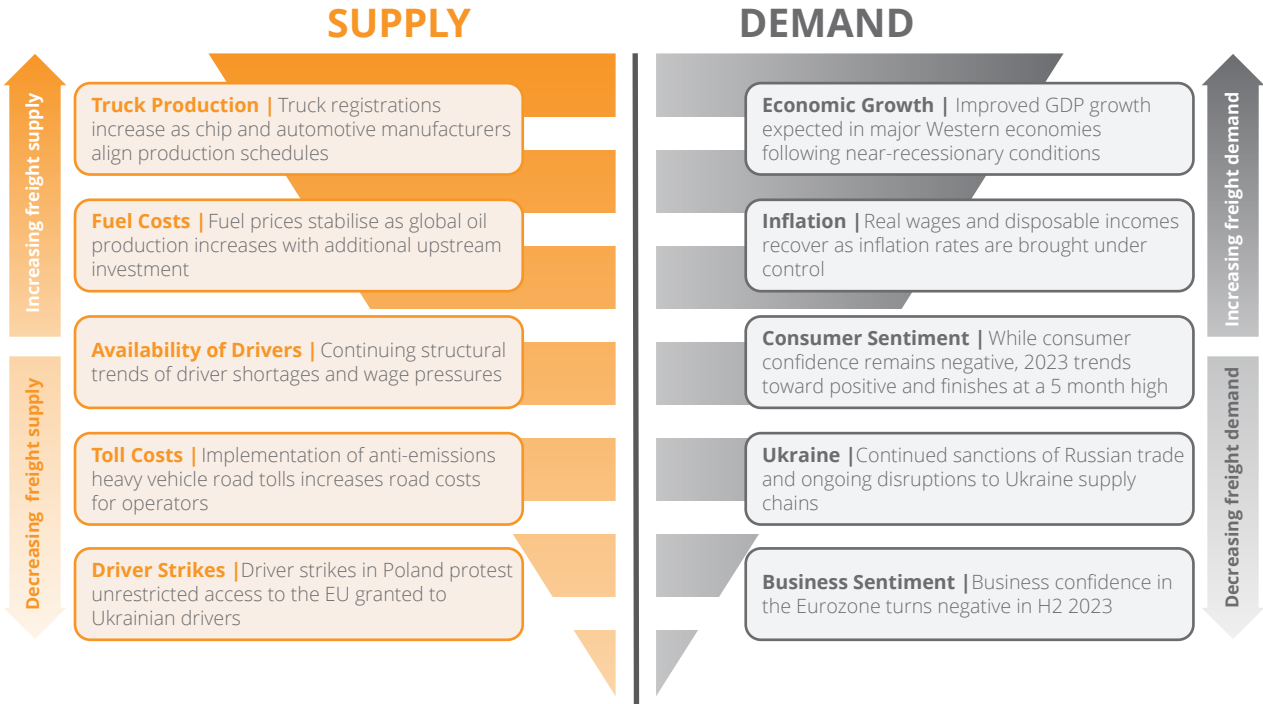 SUPPLY
Increasing freight supply
Decreasing freight supply
Truck Production | Truck registrations
increase as chip and automotive manufacturers
align production schedules
Fuel Costs | Fuel prices stabilise as global oil
production increases with additional upstream
investment
Availability of Drivers | Continuing structural
trends of driver shortages and wage pressures
Toll Costs | Implementation of anti-emissions
heavy vehicle road tolls increases road costs
for operators
Driver Strikes |Driver strikes in Poland protest
unrestricted access to the EU granted to
Ukrainian drivers
DEMAND
Economic Growth | Improved GDP growth
expected in major Western economies
following near-recessionary conditions
Inflation | Real wages and disposable incomes
recover as inflation rates are brought under
control
Consumer Sentiment | While consumer
confidence remains negative, 2023 trends
toward positive and finishes at a 5 month high
Ukraine |Continued sanctions of Russian trade
and ongoing disruptions to Ukraine supply
chains
Business Sentiment |Business confidence in
the Eurozone turns negative in H2 2023
Increasing freight demand
Decreasing freight demand